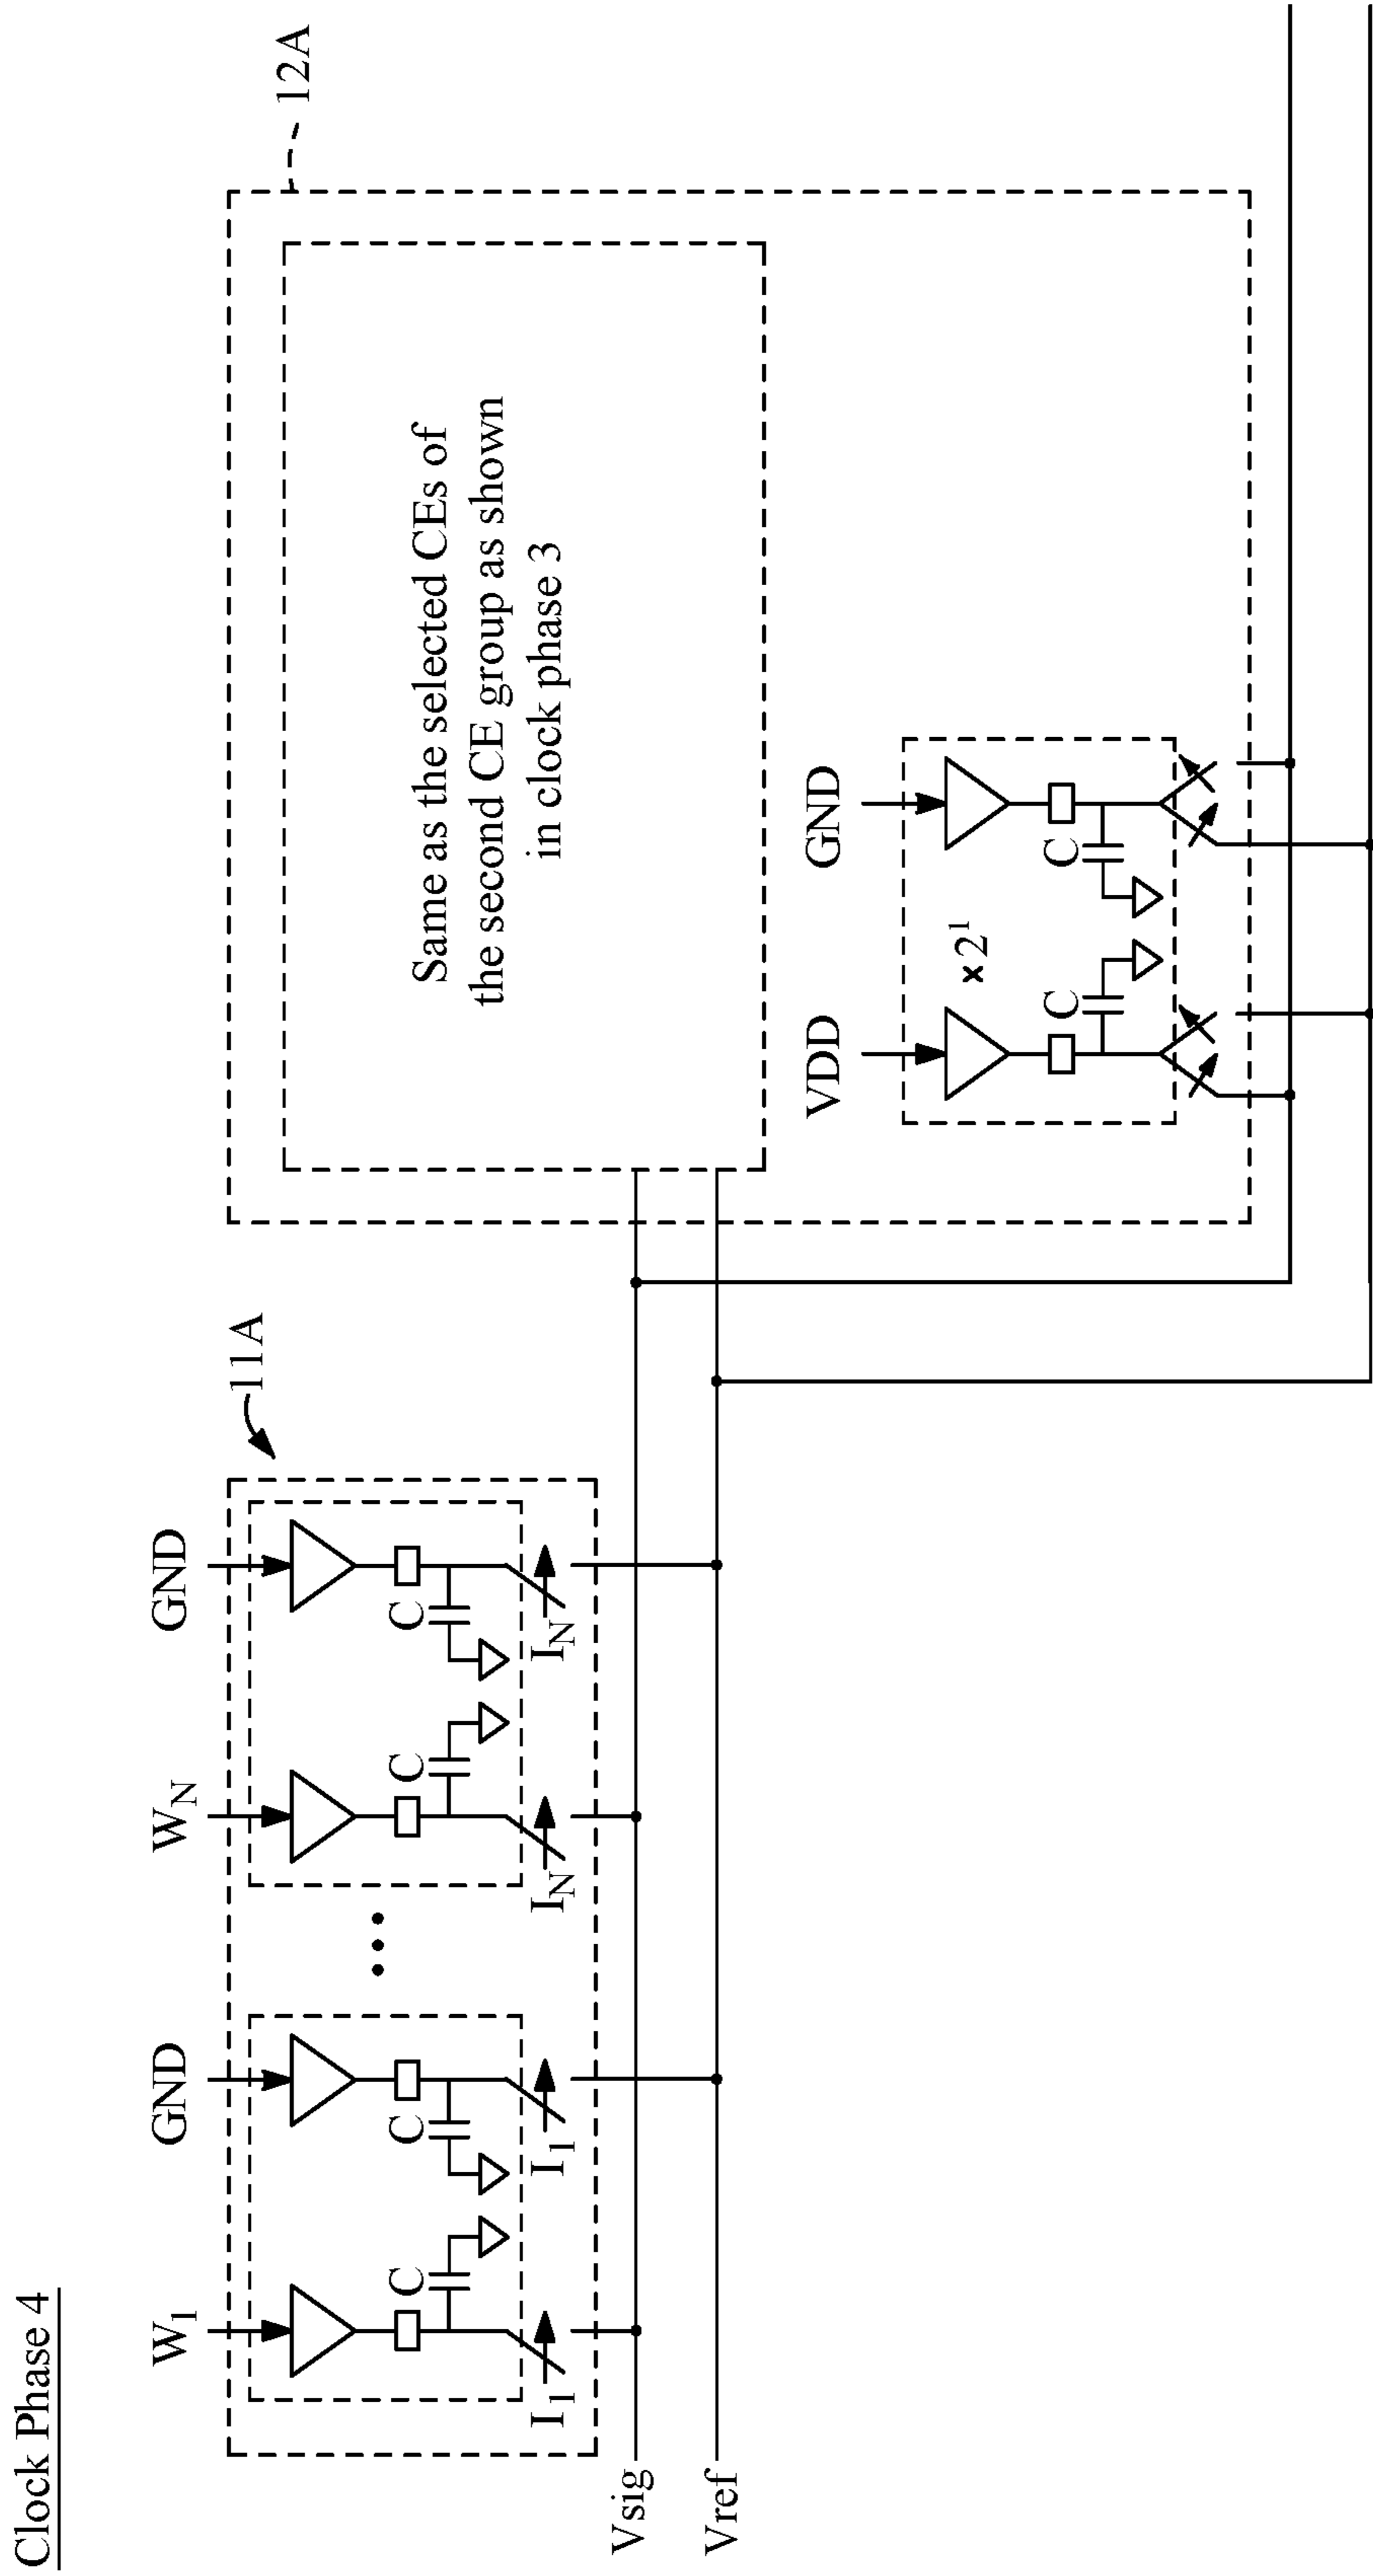 Clock Phase 4
W1
GND
WN
GND
11A
12A
C
C
C
C
I1
I1
IN
IN
Vsig
Vref
Same as the selected CEs of
the second CE group as shown
in clock phase 3
VDD
GND
×2¹
C
C